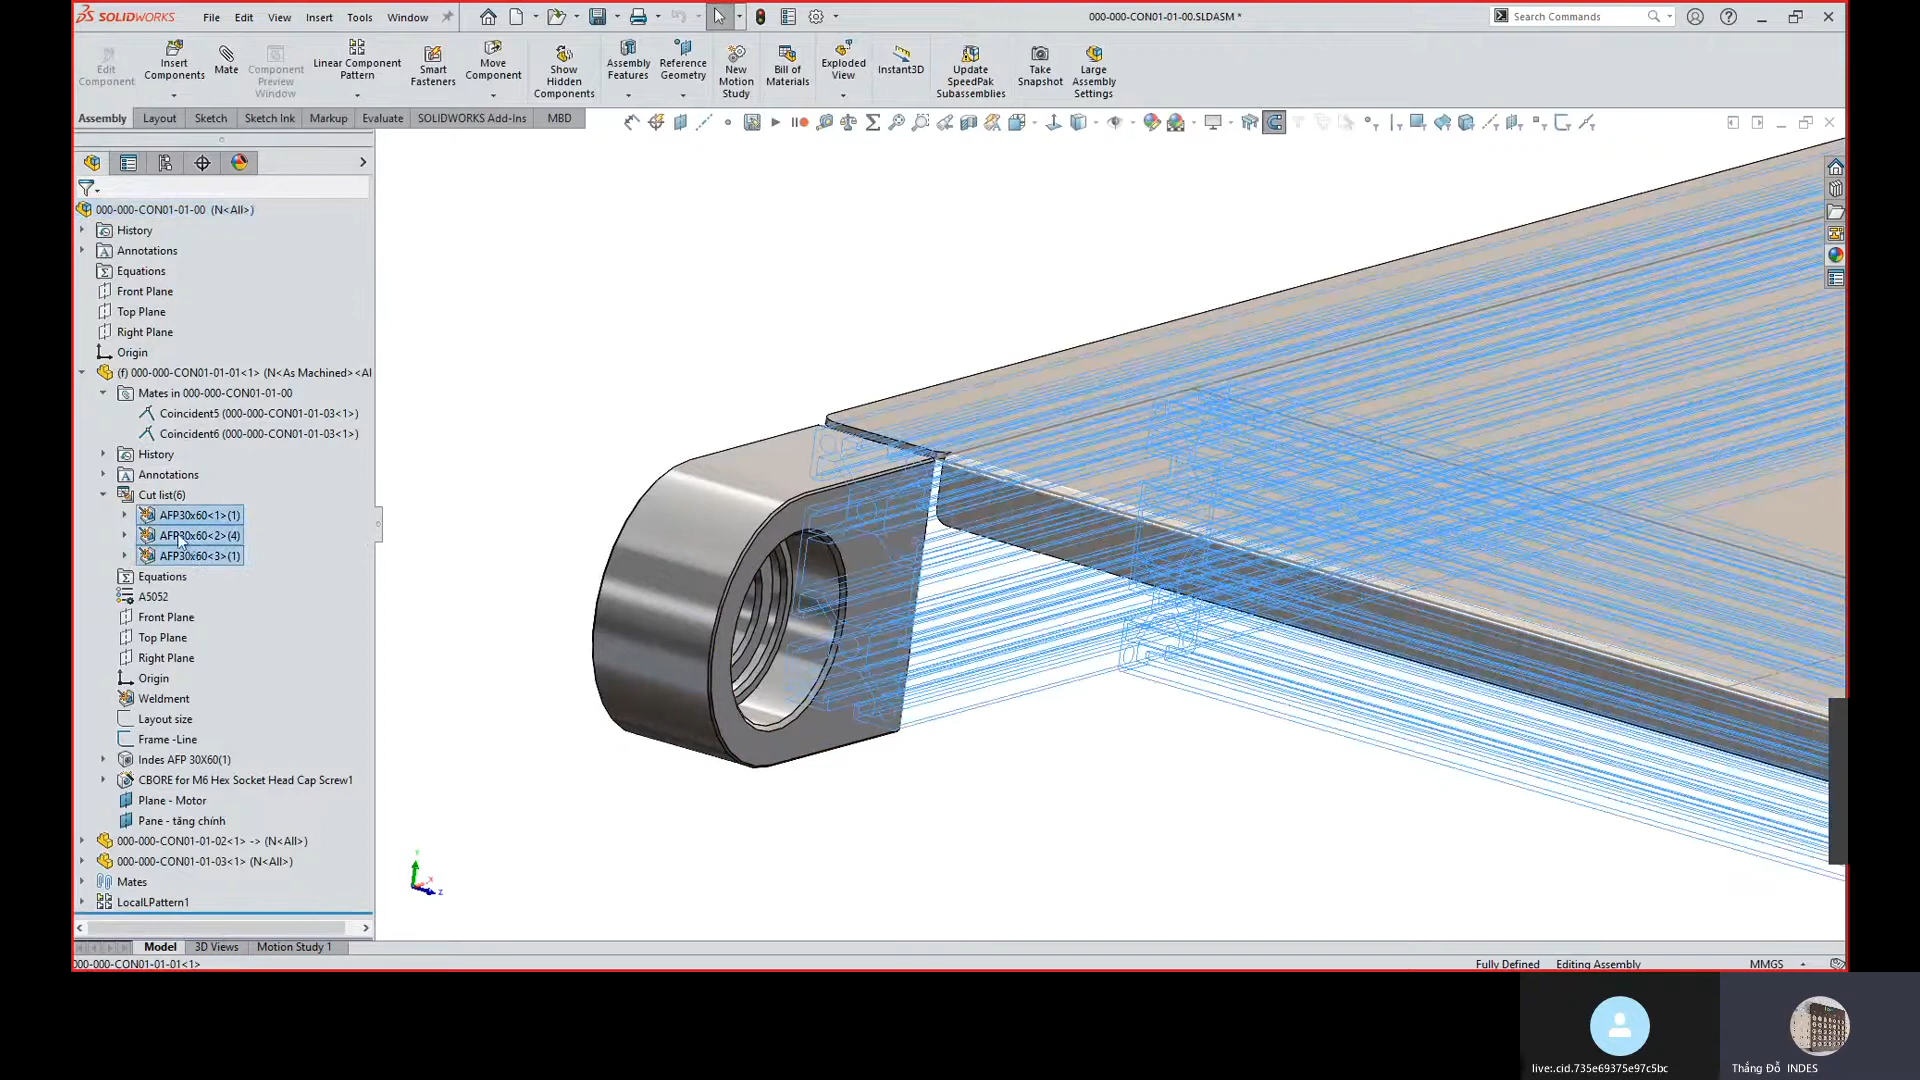 SOLIDWORKS
File
Edit
View
Insert
Tools
Window
000-000-CON01-01-00.SLDASM *
Search Commands
Edit
Component
Insert
Components
Mate
Component
Preview
Window
Linear Component
Pattern
Smart
Fasteners
Move
Component
Show
Hidden
Components
Assembly
Features
Reference
Geometry
New
Motion
Study
Bill of
Materials
Exploded
View
Instant3D
Update
SpeedPak
Subassemblies
Take
Snapshot
Large
Assembly
Settings
Assembly
Layout
Sketch
Sketch Ink
Markup
Evaluate
SOLIDWORKS Add-Ins
MBD
000-000-CON01-01-00 (N<All>)
History
Annotations
Equations
Front Plane
Top Plane
Right Plane
Origin
(f) 000-000-CON01-01-01<1> (N<As Machined><Al
Mates in 000-000-CON01-01-00
Coincident5 (000-000-CON01-01-03<1>)
Coincident6 (000-000-CON01-01-03<1>)
History
Annotations
Cut list(6)
AFP30x60<1>(1)
AFP30x60<2>(4)
AFP30x60<3>(1)
Equations
A5052
Front Plane
Top Plane
Right Plane
Origin
Weldment
Layout size
Frame -Line
Indes AFP 30X60(1)
CBORE for M6 Hex Socket Head Cap Screw1
Plane - Motor
Pane - tăng chính
000-000-CON01-01-02<1> -> (N<All>)
000-000-CON01-01-03<1> (N<All>)
Mates
LocalLPattern1
Y
X
Z
Model
3D Views
Motion Study 1
000-000-CON01-01-01<1>
Fully Defined
Editing Assembly
MMGS
live:.cid.735e69375e97c5bc
Thắng Đỗ INDES